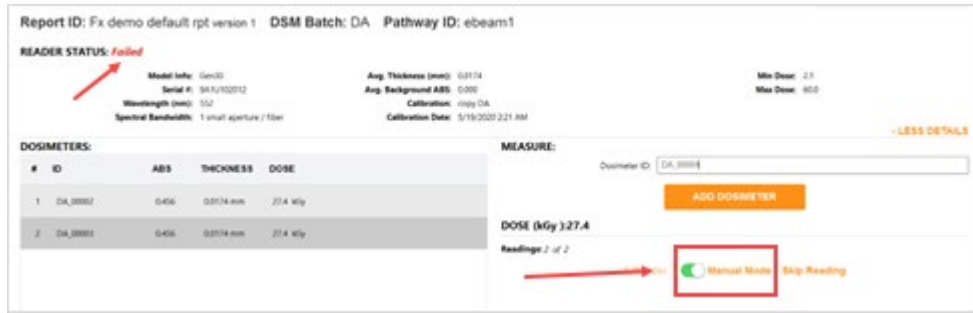 Report ID: Fx demo default rpt version 1 DSM Batch: DA Pathway ID: ebeam1
READER STATUS: Failed
Model Info: Gen30 Avg. Thickness (mm): 0.0174 Min Dose: 2.1
Serial #: Avg. Background ABS: 0.000 Max Dose: 60.0
Wavelength (nm): 552 Calibration: copy DA
Spectral Bandwidth: 1 small aperture / fiber Calibration Date: 5/19/2020 2:21 AM
- LESS DETAILS
DOSIMETERS: MEASURE:
# ID ABS THICKNESS DOSE Dosimeter ID: DA_00004
1 DA_00002 0.456 0.0174 mm 27.4 kGy ADD DOSIMETER
2 DA_00003 0.456 0.0174 mm 27.4 kGy DOSE (kGy ):27.4
Readings: 2 of 2
Manual Mode Skip Reading